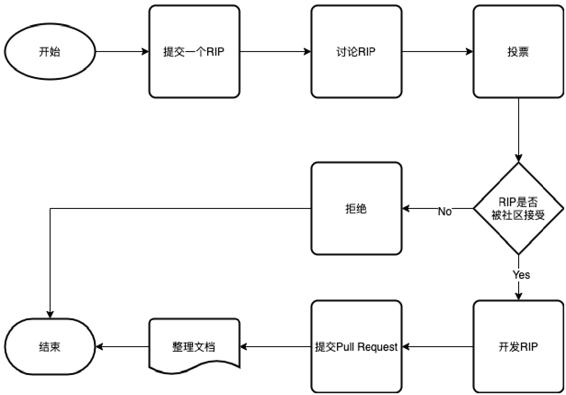 开始
提交一个RIP
讨论RIP
投票
RIP是否
被社区接受
No
拒绝
Yes
开发RIP
提交Pull Request
整理文档
结束